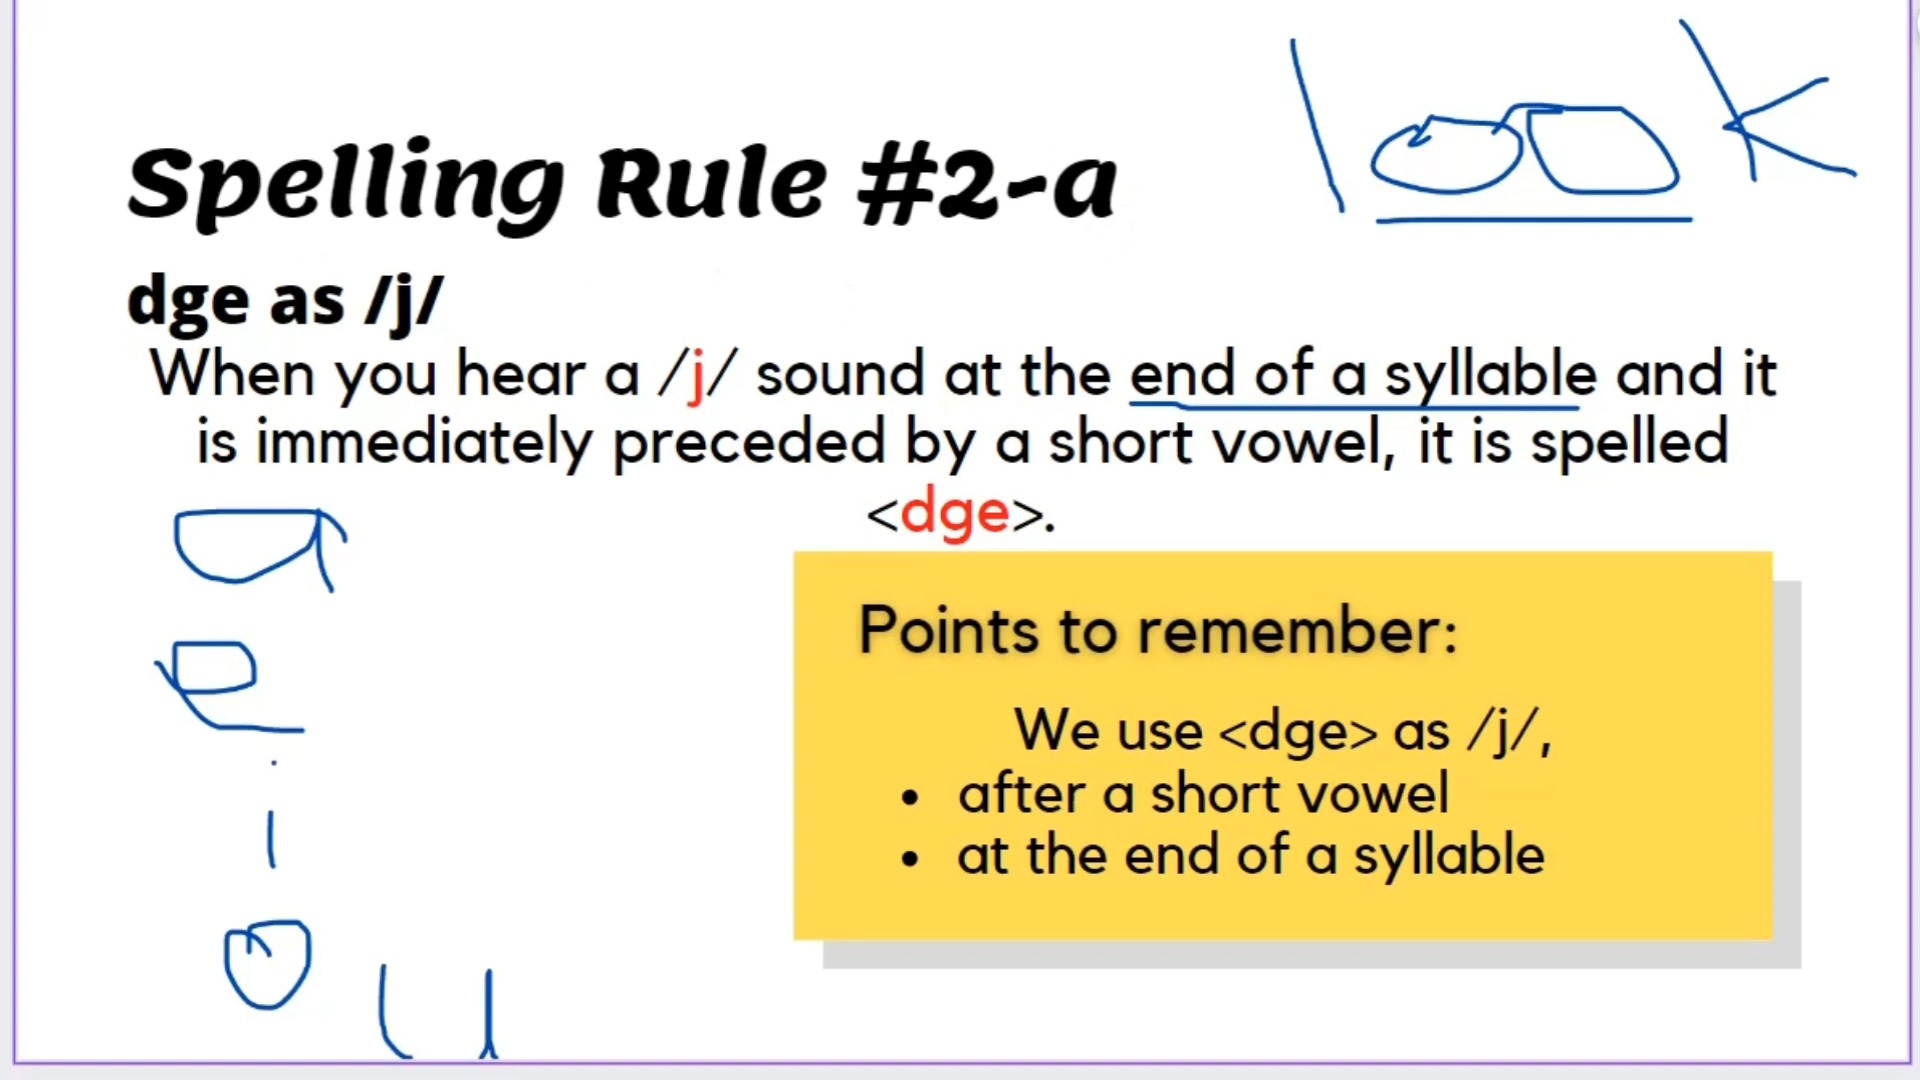 look
Spelling Rule #2-a
dge as /j/
When you hear a /j/ sound at the end of a syllable and it
is immediately preceded by a short vowel, it is spelled
<dge>.
a
e
i
o
u
Points to remember:
We use <dge> as /j/,
• after a short vowel
• at the end of a syllable